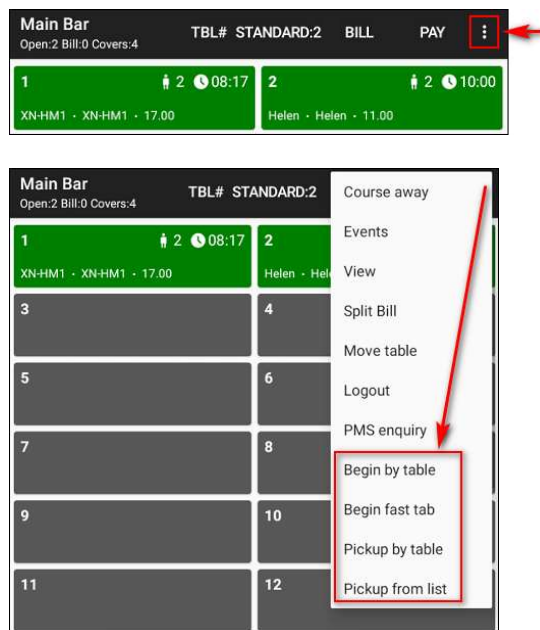 Main Bar
Open:2 Bill:0 Covers:4
TBL# STANDARD:2 BILL PAY
1 2 08:17
XN-HM1 · XN-HM1 · 17.00
2 2 10:00
Helen · Helen · 11.00
Main Bar
Open:2 Bill:0 Covers:4
TBL# STANDARD:2
1 2 08:17
XN-HM1 · XN-HM1 · 17.00
2
Helen · Hel
3
4
5
6
7
8
9
10
11
12
Course away
Events
View
Split Bill
Move table
Logout
PMS enquiry
Begin by table
Begin fast tab
Pickup by table
Pickup from list